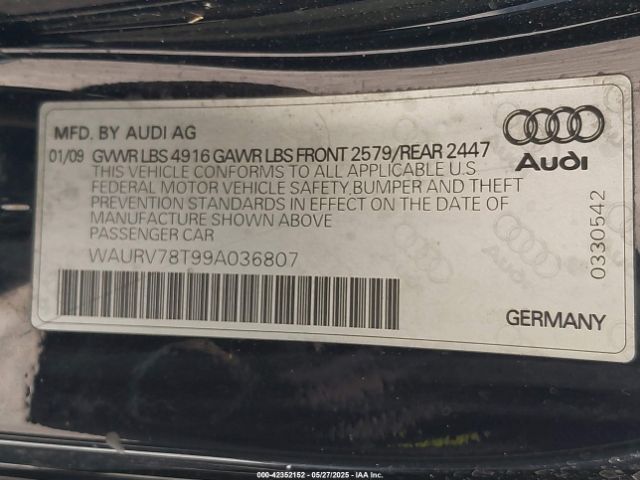 MFD. BY AUDI AG
01/09 GVWR LBS 4916 GAWR LBS FRONT 2579/REAR 2447
THIS VEHICLE CONFORMS TO ALL APPLICABLE U.S.
FEDERAL MOTOR VEHICLE SAFETY,BUMPER AND THEFT
PREVENTION STANDARDS IN EFFECT ON THE DATE OF
MANUFACTURE SHOWN ABOVE
PASSENGER CAR
WAURV78T99A036807
Audi
Audi
0330542
GERMANY
000-42352152 - 05/27/2025 - IAA Inc.